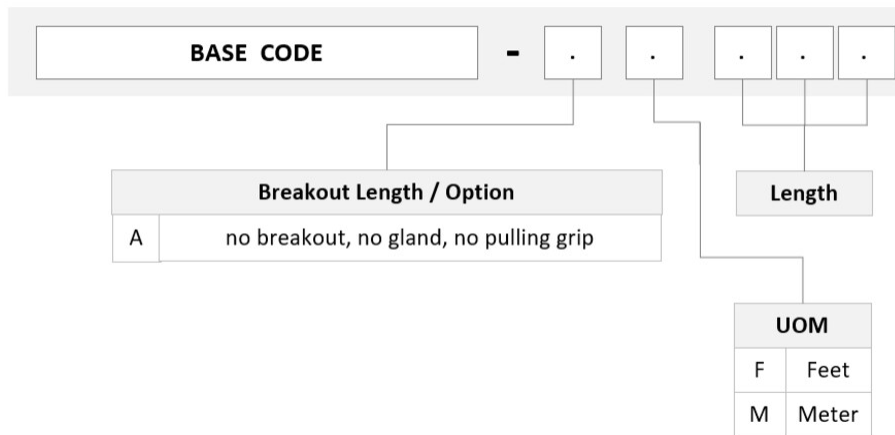 BASE CODE - . . . . .
Breakout Length / Option
A no breakout, no gland, no pulling grip
Length
UOM
F Feet
M Meter